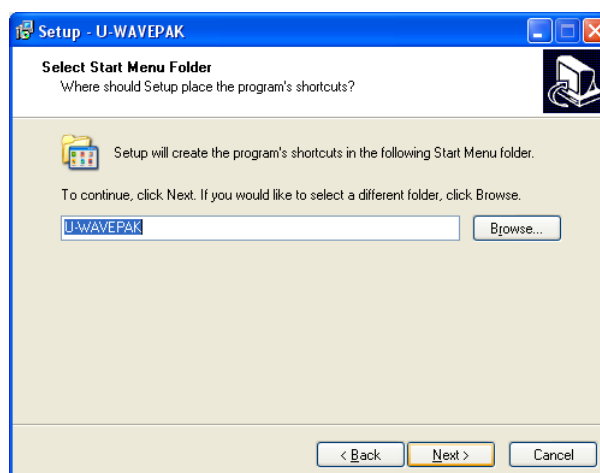 Setup - U-WAVEPAK
Select Start Menu Folder
Where should Setup place the program's shortcuts?
Setup will create the program's shortcuts in the following Start Menu folder.
To continue, click Next. If you would like to select a different folder, click Browse.
U-WAVEPAK
Browse...
< Back
Next >
Cancel